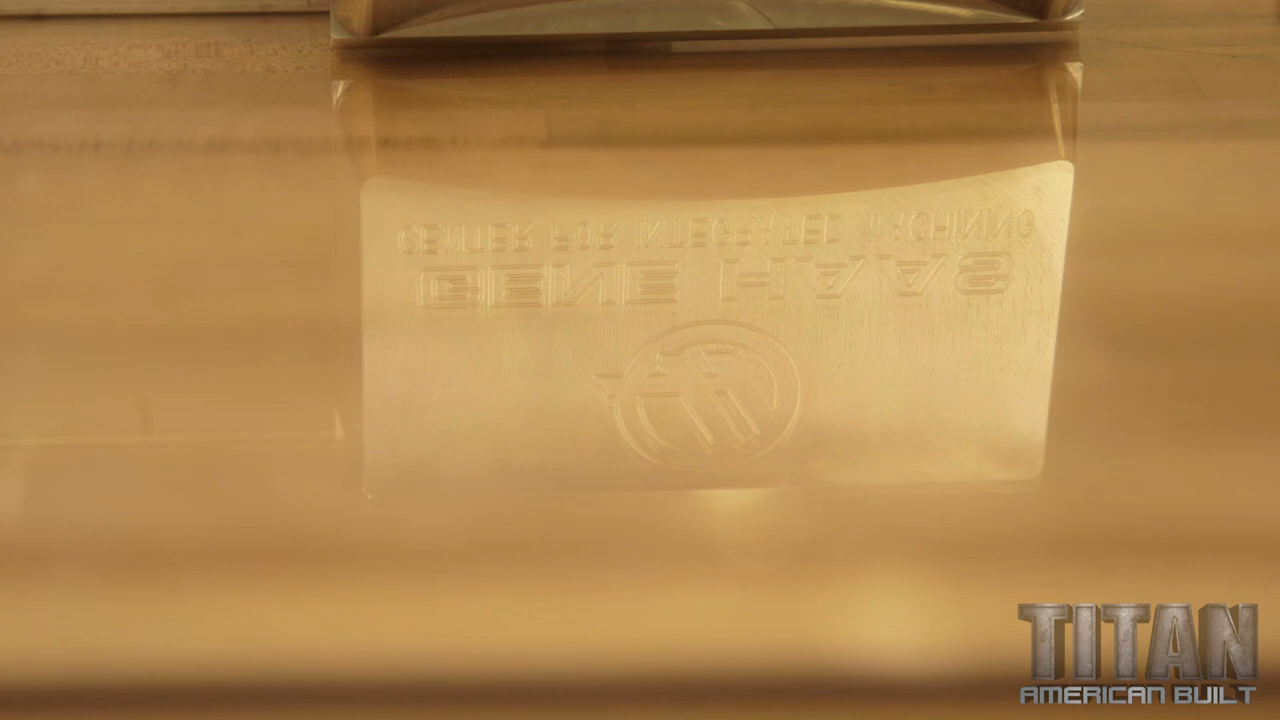 CENTER FOR INTEGRATED MACHINING
GENE HAAS
TITAN
AMERICAN BUILT